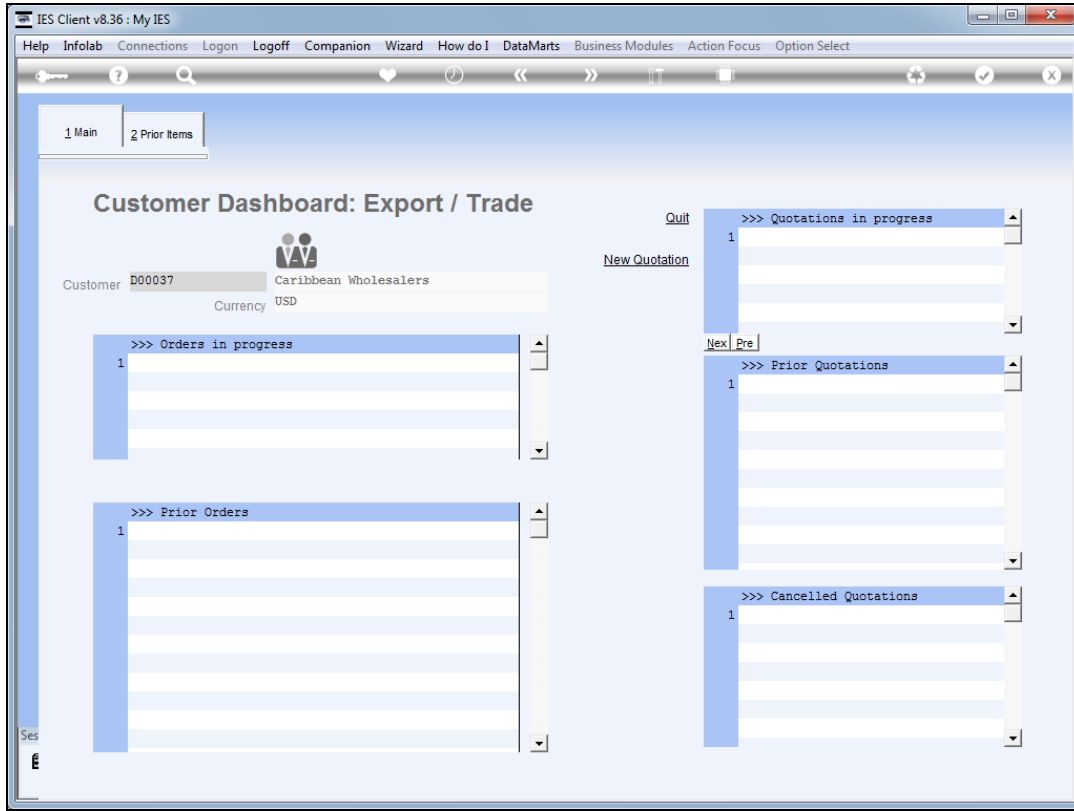 IES Client v8.36 : My IES
Help Infolab Connections Logon Logoff Companion Wizard How do I DataMarts Business Modules Action Focus Option Select
1 Main
2 Prior Items
Customer Dashboard: Export / Trade
Quit
New Quotation
Customer D00037 Caribbean Wholesalers
Currency USD
>>> Quotations in progress
1
Nex Pre
>>> Orders in progress
1
>>> Prior Quotations
1
>>> Prior Orders
1
>>> Cancelled Quotations
1
Ses